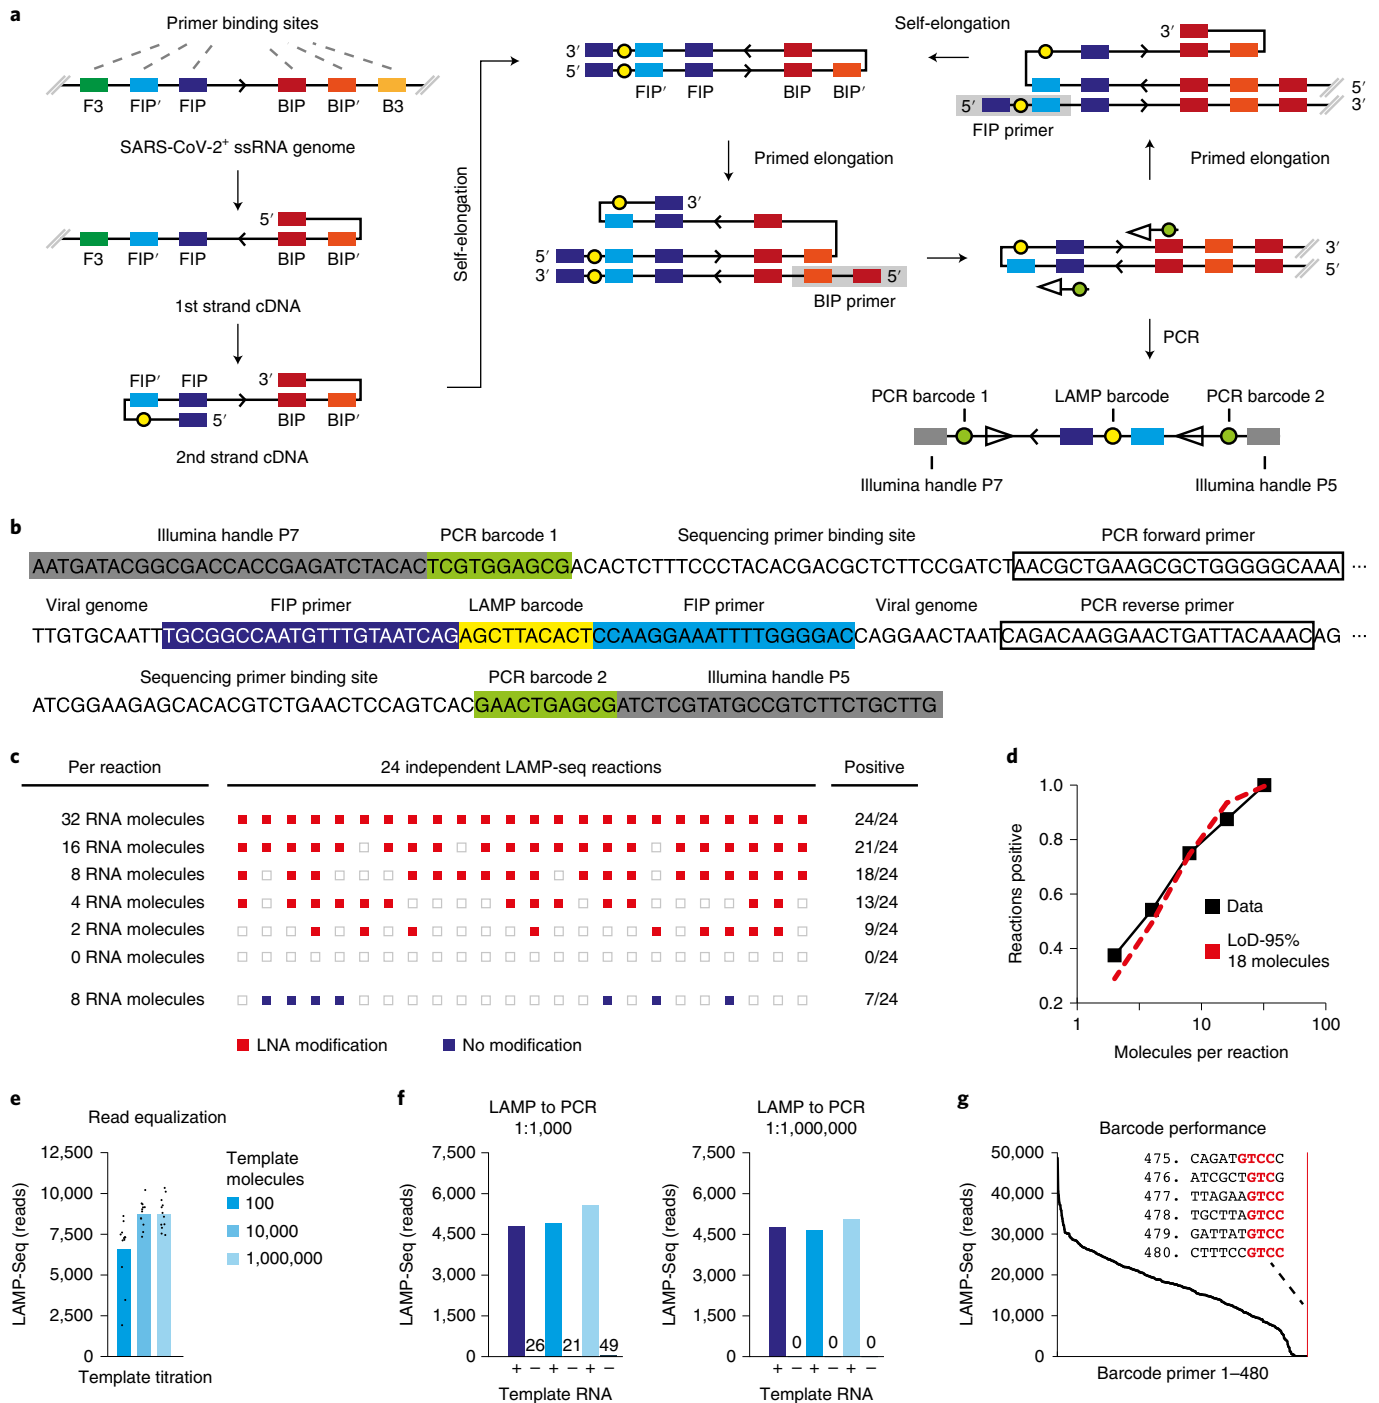 a
Primer binding sites
F3 FIP′ FIP BIP BIP′ B3
SARS-CoV-2+ ssRNA genome
5′
F3 FIP′ FIP BIP BIP′
1st strand cDNA
FIP′ FIP 3′
5′ BIP BIP′
2nd strand cDNA
Self-elongation
3′
5′
FIP′ FIP BIP BIP′
Primed elongation
3′
5′
3′ 5′
BIP primer
Self-elongation
3′
5′
5′ 3′
FIP primer
Primed elongation
3′
5′
PCR
PCR barcode 1 LAMP barcode PCR barcode 2
Illumina handle P7 Illumina handle P5
b
Illumina handle P7 PCR barcode 1 Sequencing primer binding site PCR forward primer
AATGATACGGCGACCACCGAGATCTACACTCGTGGAGCGACACTCTTTCCCTACACGACGCTCTTCCGATCTAACGCTGAAGCGCTGGGGGCAAA ...
Viral genome FIP primer LAMP barcode FIP primer Viral genome PCR reverse primer
TTGTGCAATTTGCGGCCAATGTTTGTAATCAGAGCTTACACTCCAAGGAAATTTTGGGGACCAGGAACTAATCAGACAAGGAACTGATTACAAACAG ...
Sequencing primer binding site PCR barcode 2 Illumina handle P5
ATCGGAAGAGCACACGTCTGAACTCCAGTCACGAACTGAGCGATCTCGTATGCCGTCTTCTGCTTG
c
Per reaction 24 independent LAMP-seq reactions Positive
32 RNA molecules 24/24
16 RNA molecules 21/24
8 RNA molecules 18/24
4 RNA molecules 13/24
2 RNA molecules 9/24
0 RNA molecules 0/24
8 RNA molecules 7/24
LNA modification No modification
d
Reactions positive
1.0
0.8
0.6
0.4
0.2
1 10 100
Molecules per reaction
Data
LoD-95%
18 molecules
e
Read equalization
LAMP-Seq (reads)
12,500
10,000
7,500
5,000
2,500
0
Template titration
Template
molecules
100
10,000
1,000,000
f
LAMP to PCR
1:1,000
LAMP-Seq (reads)
7,500
6,000
4,500
3,000
1,500
0
26 21 49
+ − + − + −
Template RNA
LAMP to PCR
1:1,000,000
LAMP-Seq (reads)
7,500
6,000
4,500
3,000
1,500
0
0 0 0
+ − + − + −
Template RNA
g
Barcode performance
LAMP-Seq (reads)
50,000
40,000
30,000
20,000
10,000
0
475. CAGATGTCCC
476. ATCGCTGTCG
477. TTAGAAGTCC
478. TGCTTAGTCC
479. GATTATGTCC
480. CTTTCCGTCC
Barcode primer 1–480